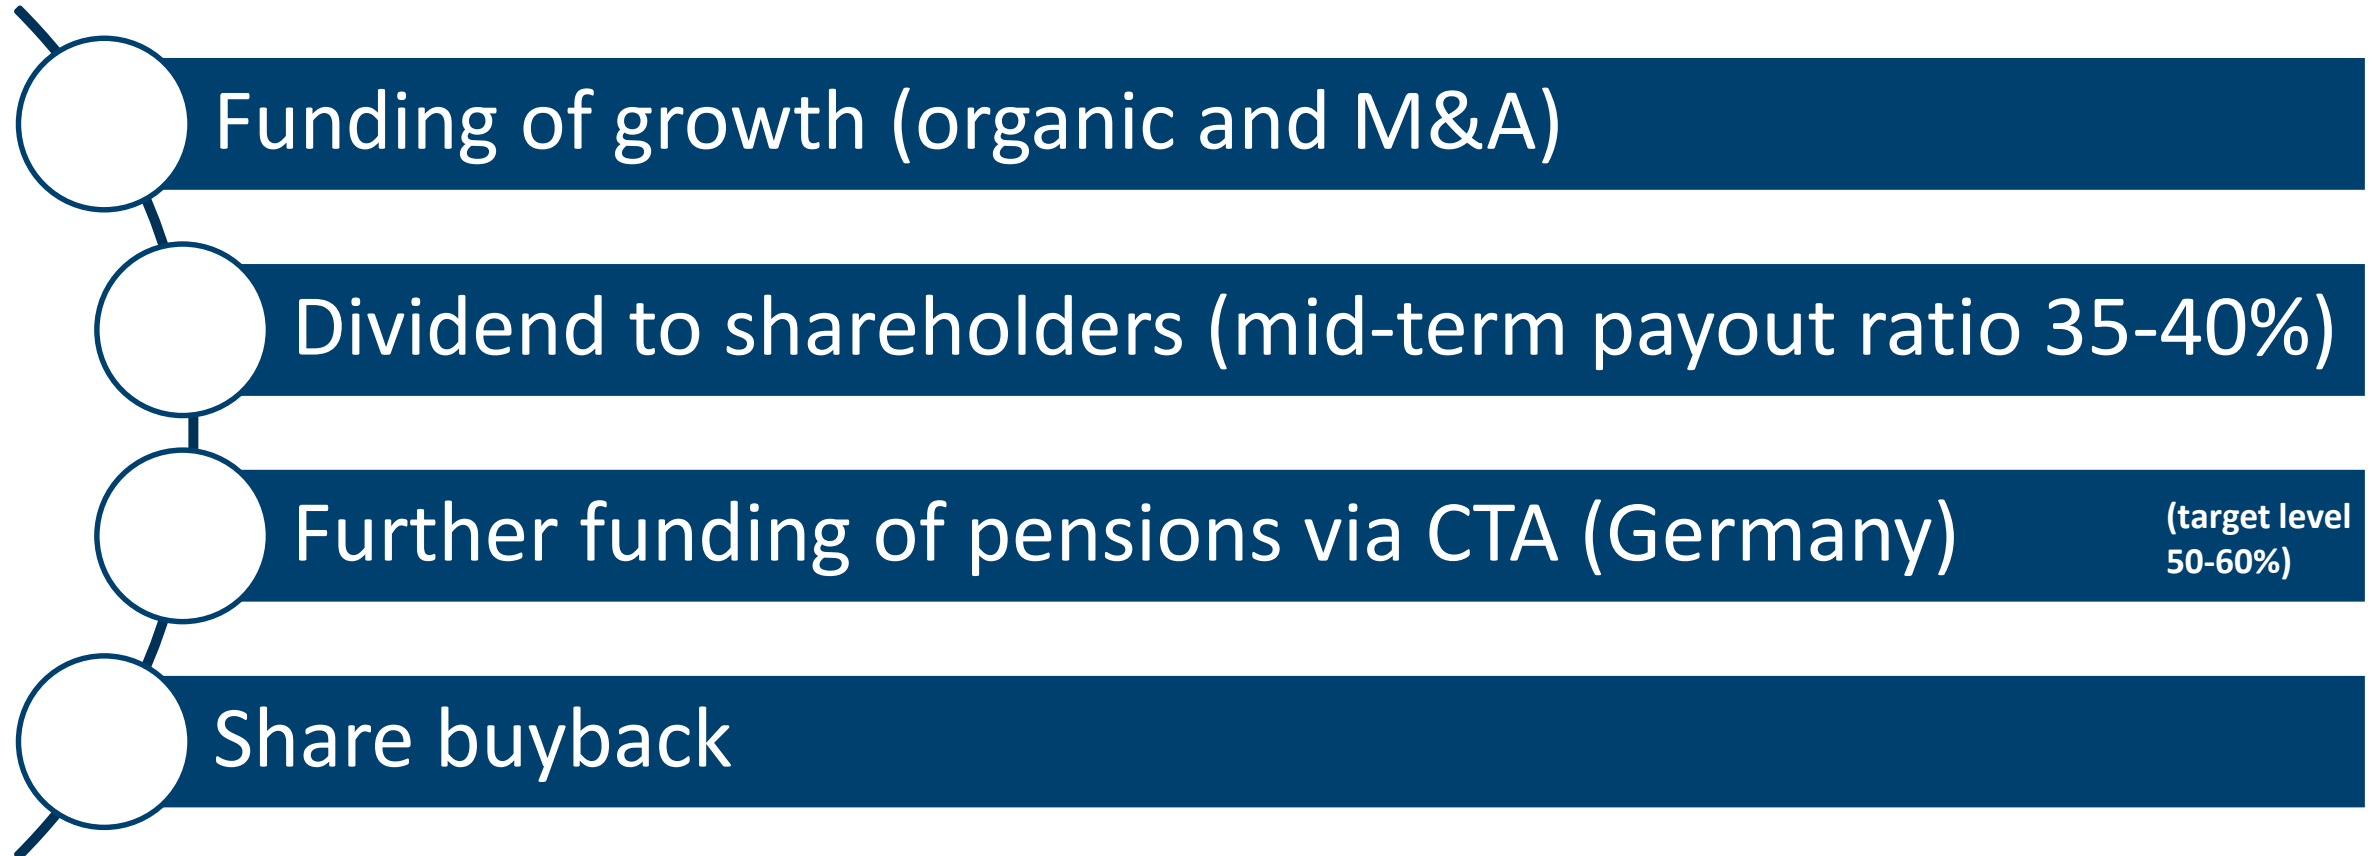 Funding of growth (organic and M&A)
Dividend to shareholders (mid-term payout ratio 35-40%)
Further funding of pensions via CTA (Germany)
(target level
50-60%)
Share buyback